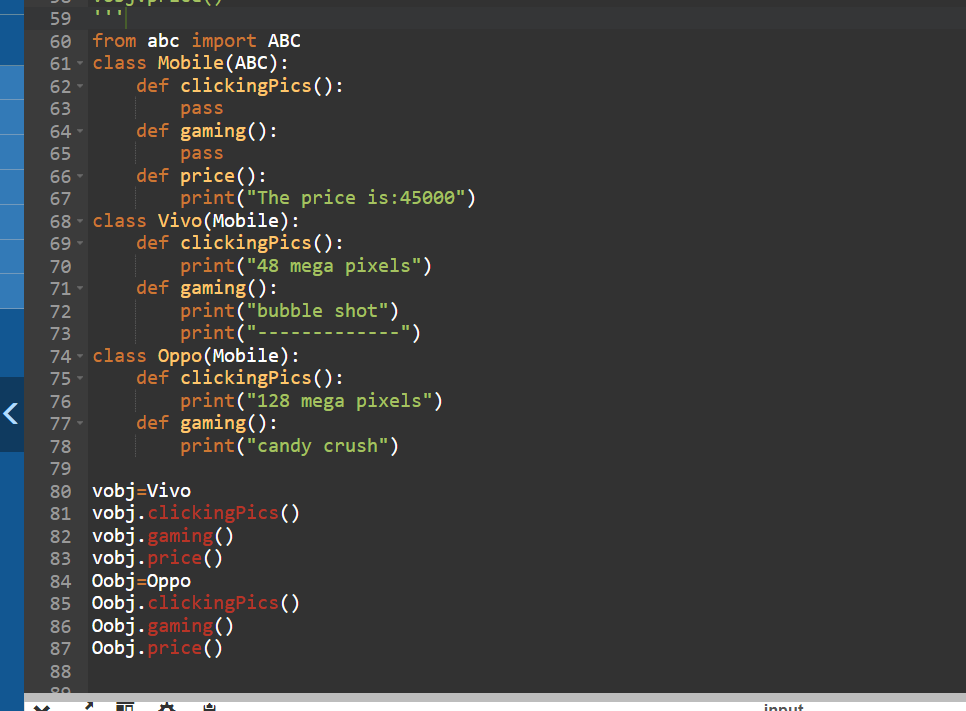 59 '''
60 from abc import ABC
61 class Mobile(ABC):
62 def clickingPics():
63 pass
64 def gaming():
65 pass
66 def price():
67 print("The price is:45000")
68 class Vivo(Mobile):
69 def clickingPics():
70 print("48 mega pixels")
71 def gaming():
72 print("bubble shot")
73 print("-------------")
74 class Oppo(Mobile):
75 def clickingPics():
76 print("128 mega pixels")
77 def gaming():
78 print("candy crush")
79
80 vobj=Vivo
81 vobj.clickingPics()
82 vobj.gaming()
83 vobj.price()
84 Oobj=Oppo
85 Oobj.clickingPics()
86 Oobj.gaming()
87 Oobj.price()
88
89
input